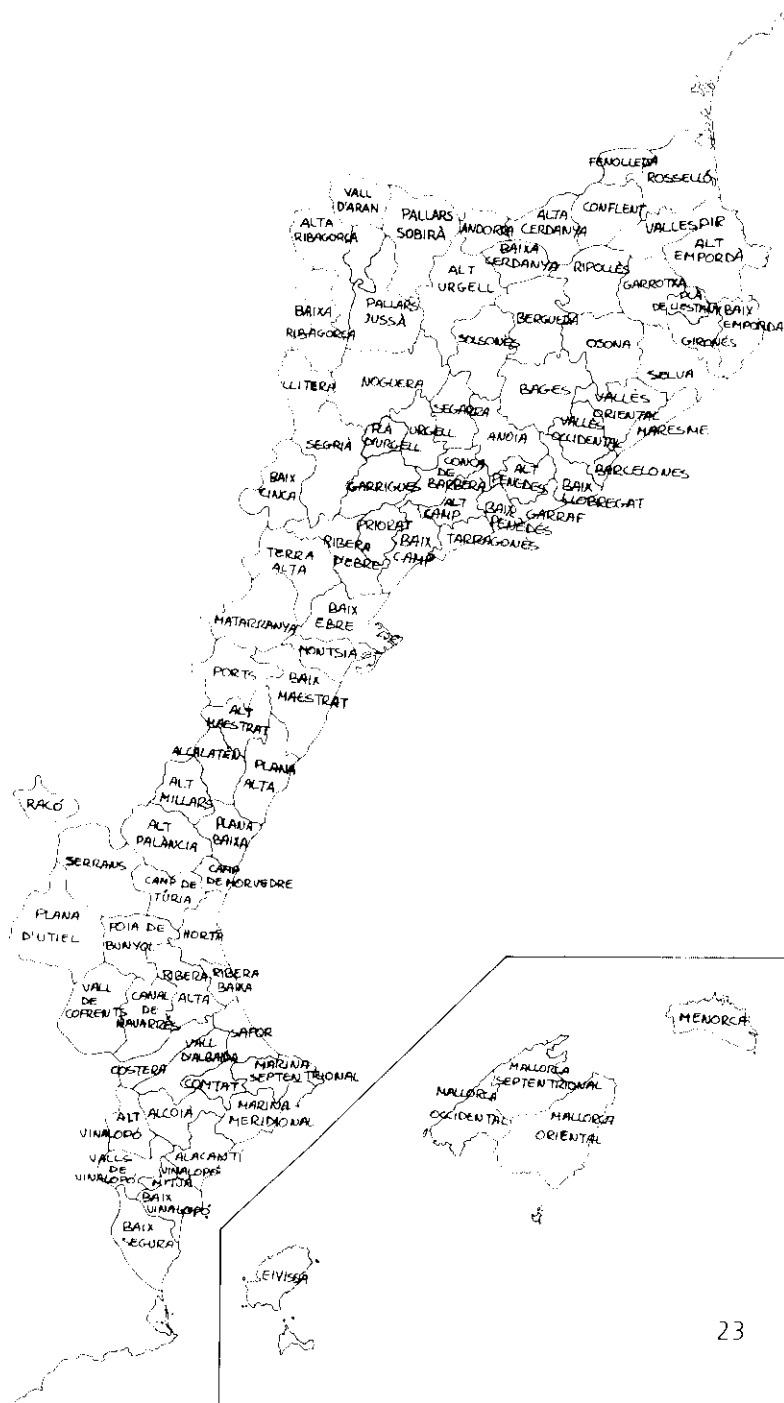 FENOLLEDA
ROSSELLÓ
VALL
D'ARAN
PALLARS
SOBIRÀ
ANDORRA
ALTA
CERDANYA
CONFLENT
VALLESPIR
ALTA
RIBAGORÇA
BAIXA
CERDANYA
RIPOLLÈS
ALT
EMPORDÀ
ALT
URGELL
GARROTXA
PLA
DE L'ESTANY
BAIX
EMPORDÀ
BAIXA
RIBAGORÇA
PALLARS
JUSSÀ
BERGUEDÀ
SOLSONÈS
OSONA
GIRONÈS
SELVA
LLITERA
NOGUERA
BAGES
VALLÈS
ORIENTAL
SEGARRA
VALLÈS
OCCIDENTAL
MARESME
SEGRIÀ
PLA
D'URGELL
URGELL
ANOIA
BARCELONÈS
BAIX
CINCA
GARRIGUES
CONCA
DE
BARBERÀ
ALT
PENEDÈS
BAIX
LLOBREGAT
ALT
CAMP
BAIX
PENEDÈS
GARRAF
PRIORAT
TARRAGONÈS
TERRA
ALTA
RIBERA
D'EBRE
BAIX
CAMP
BAIX
EBRE
MATARRANYA
MONTSIÀ
PORTS
BAIX
MAESTRAT
ALT
MAESTRAT
ALCALATÉN
PLANA
ALTA
RACÓ
ALT
MILLARS
ALT
PALÀNCIA
PLANA
BAIXA
SERRANS
CAMP
DE MORVEDRE
CAMP DE
TÚRIA
PLANA
D'UTIEL
FOIA DE
BUNYOL
HORTA
VALL
DE
COFRENTS
CANAL
DE
NAVARRÉS
RIBERA
ALTA
RIBERA
BAIXA
SAFOR
COSTERA
VALL
D'ALBAIDA
MARINA
SEPTENTRIONAL
COMTAT
MARINA
MERIDIONAL
ALT
VINALOPÓ
ALCOIÀ
ALACANTÍ
VALLS
DE
VINALOPÓ
VINALOPÓ
MITJÀ
BAIX
VINALOPÓ
BAIX
SEGURA
MENORCA
MALLORCA
SEPTENTRIONAL
MALLORCA
OCCIDENTAL
MALLORCA
ORIENTAL
EIVISSA
23